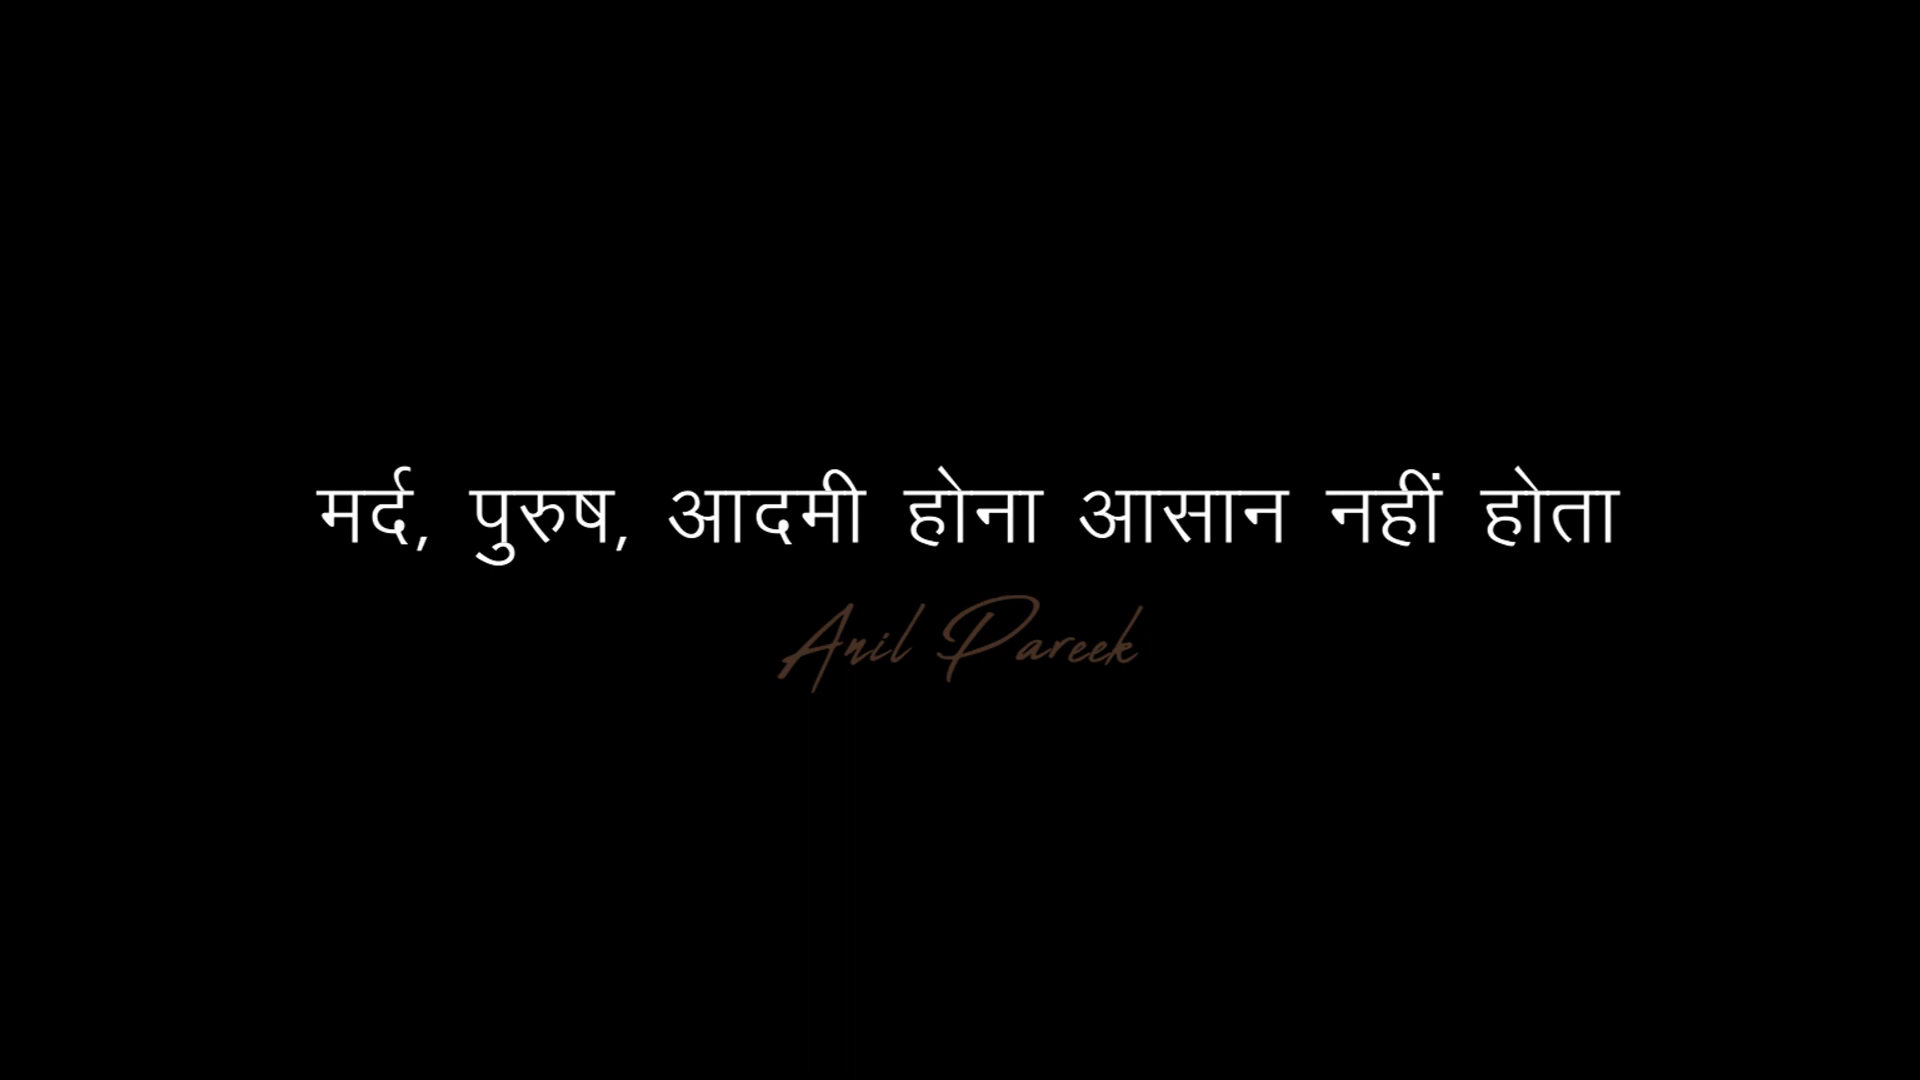 मर्द, पुरुष, आदमी होना आसान नहीं होता
Anil Pareek